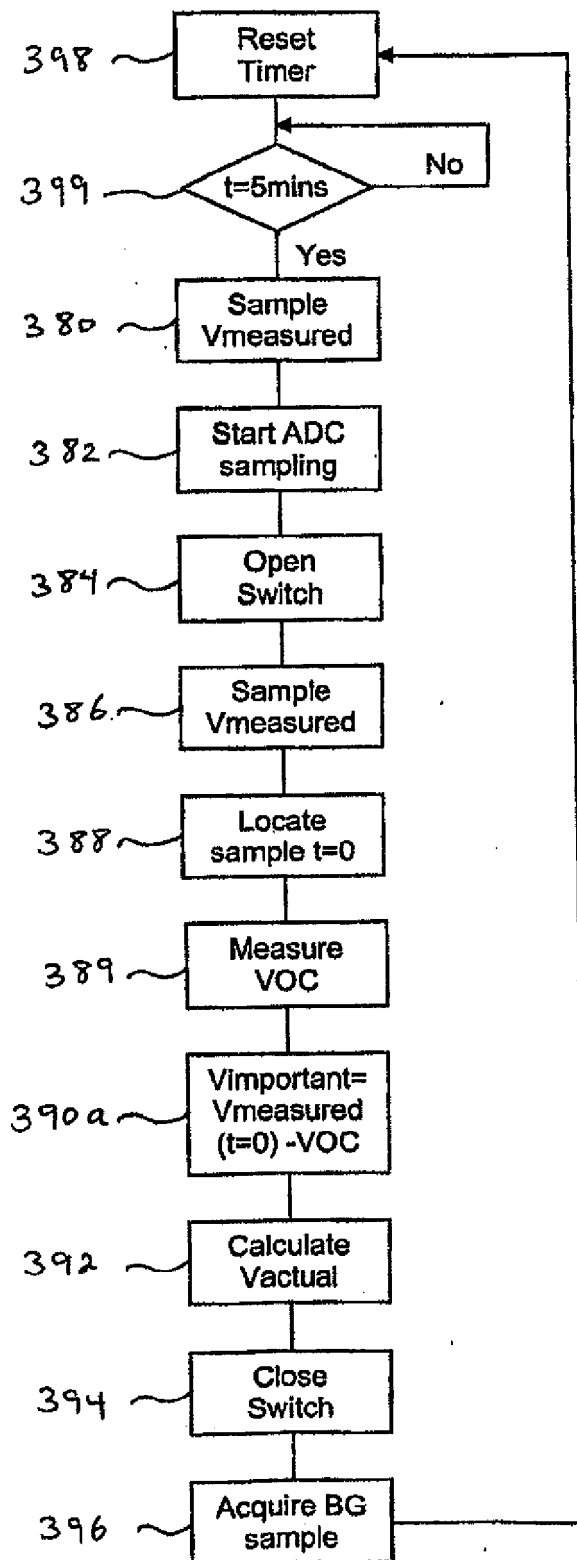 398
Reset
Timer
399
t=5mins
No
Yes
380
Sample
Vmeasured
382
Start ADC
sampling
384
Open
Switch
386.
Sample
Vmeasured
388
Locate
sample t=0
389
Measure
VOC
390a
Vimportant=
Vmeasured
(t=0) -VOC
392
Calculate
Vactual
394
Close
Switch
396
Acquire BG
sample